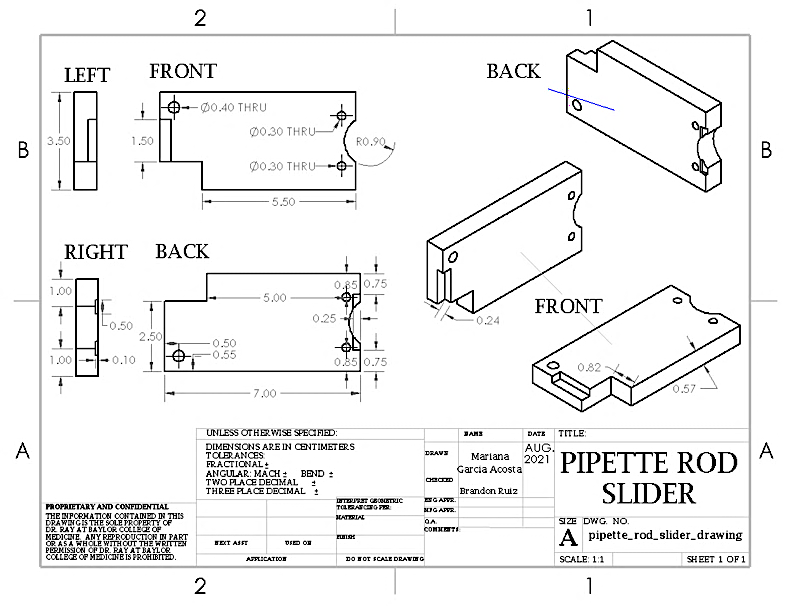 2
1
LEFT
FRONT
BACK
Ø0.40 THRU
3.50
1.50
Ø0.30 THRU
R0.90
Ø0.30 THRU
5.50
B
B
RIGHT
BACK
1.00
0.50
1.00
0.10
0.85
0.75
5.00
0.25
2.50
0.50
0.55
0.85
0.75
7.00
0.24
FRONT
0.82
0.57
A
A
UNLESS OTHERWISE SPECIFIED:
DIMENSIONS ARE IN CENTIMETERS
TOLERANCES:
FRACTIONAL ±
ANGULAR: MACH ± BEND ±
TWO PLACE DECIMAL ±
THREE PLACE DECIMAL ±
INTERPRET GEOMETRIC
TOLERANCING PER:
MATERIAL
FINISH
NEXT ASSY
USED ON
APPLICATION
DO NOT SCALE DRAWING
PROPRIETARY AND CONFIDENTIAL
THE INFORMATION CONTAINED IN THIS
DRAWING IS THE SOLE PROPERTY OF
DR. RAY AT BAYLOR COLLEGE OF
MEDICINE. ANY REPRODUCTION IN PART
OR AS A WHOLE WITHOUT THE WRITTEN
PERMISSION OF DR. RAY AT BAYLOR
COLLEGE OF MEDICINE IS PROHIBITED.
NAME
DATE
DRAWN
Mariana
Garcia Acosta
AUG.
2021
CHECKED
Brandon Ruiz
ENG APPR.
MFG APPR.
Q.A.
COMMENTS:
TITLE:
PIPETTE ROD
SLIDER
SIZE
DWG. NO.
A
pipette_rod_slider_drawing
SCALE: 1:1
SHEET 1 OF 1
2
1